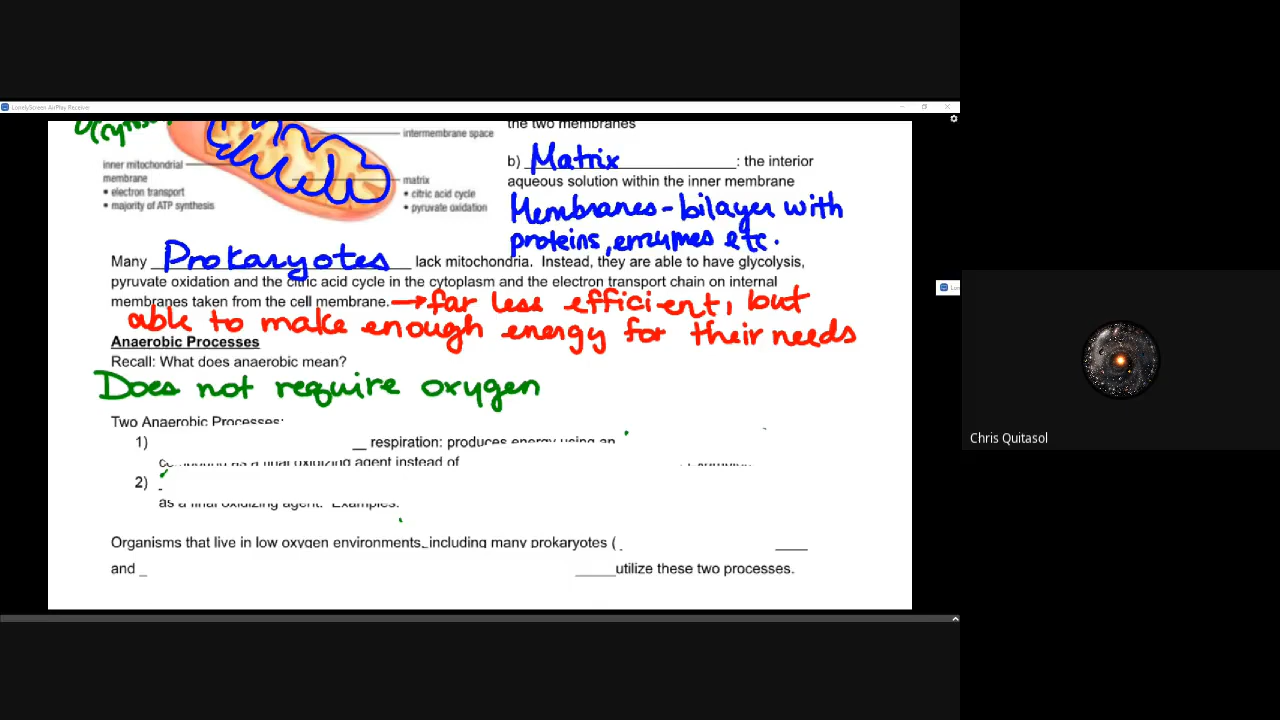 LonelyScreen AirPlay Receiver
the two membranes
intermembrane space
b) Matrix : the interior
aqueous solution within the inner membrane
inner mitochondrial
membrane
• electron transport
• majority of ATP synthesis
matrix
• citric acid cycle
• pyruvate oxidation
Membranes - bilayer with
proteins, enzymes etc.
Many Prokaryotes lack mitochondria. Instead, they are able to have glycolysis,
pyruvate oxidation and the citric acid cycle in the cytoplasm and the electron transport chain on internal
membranes taken from the cell membrane. → far less efficient, but
able to make enough energy for their needs
Anaerobic Processes
Recall: What does anaerobic mean?
Does not require oxygen
Two Anaerobic Processes:
1) __ respiration: produces energy using an
compound as a final oxidizing agent instead of
2)
as a final oxidizing agent. Examples:
Organisms that live in low oxygen environments, including many prokaryotes (
and _ _____utilize these two processes.
Chris Quitasol